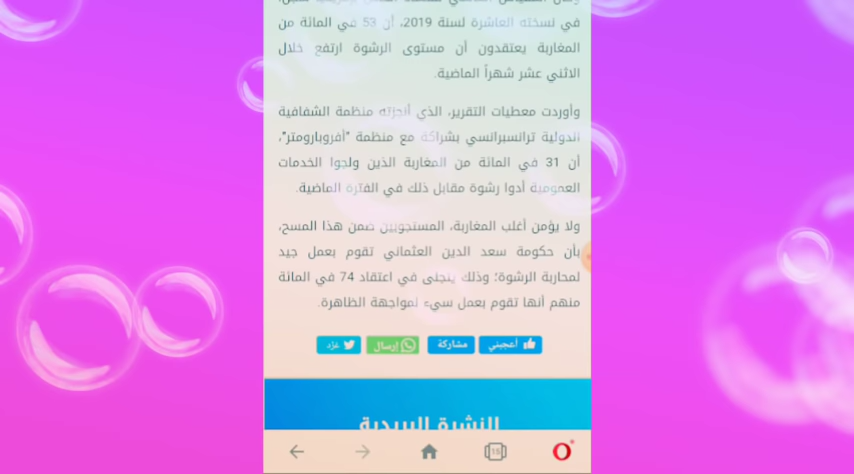 في نسخته العاشرة لسنة 2019، أن 53 في المائة من
المغاربة يعتقدون أن مستوى الرشوة ارتفع خلال
الاثني عشر شهراً الماضية.
وأوردت معطيات التقرير، الذي أنجزته منظمة الشفافية
الدولية ترانسبرانسي بشراكة مع منظمة "أفروبارومتر"،
أن 31 في المائة من المغاربة الذين ولجوا الخدمات
العمومية أدوا رشوة مقابل ذلك في الفترة الماضية.
ولا يؤمن أغلب المغاربة، المستجوبين ضمن هذا المسح،
بأن حكومة سعد الدين العثماني تقوم بعمل جيد
لمحاربة الرشوة؛ وذلك يتجلى في اعتقاد 74 في المائة
منهم أنها تقوم بعمل سيء لمواجهة الظاهرة.
أعجبني مشاركة إرسال غرّد
النشرة البريدية
15